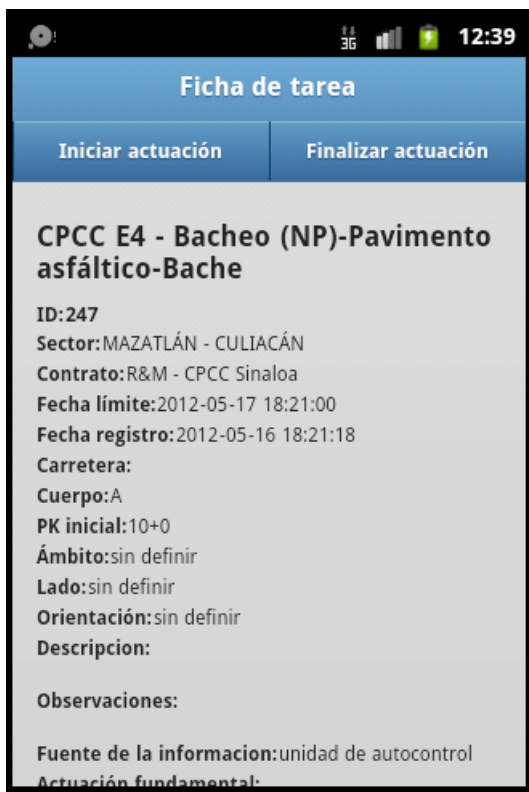 3G 12:39
Ficha de tarea
Iniciar actuación Finalizar actuación
CPCC E4 - Bacheo (NP)-Pavimento
asfáltico-Bache
ID:247
Sector:MAZATLÁN - CULIACÁN
Contrato:R&M - CPCC Sinaloa
Fecha límite:2012-05-17 18:21:00
Fecha registro:2012-05-16 18:21:18
Carretera:
Cuerpo:A
PK inicial:10+0
Ámbito:sin definir
Lado:sin definir
Orientación:sin definir
Descripcion:
Observaciones:
Fuente de la informacion:unidad de autocontrol
Actuación fundamental: